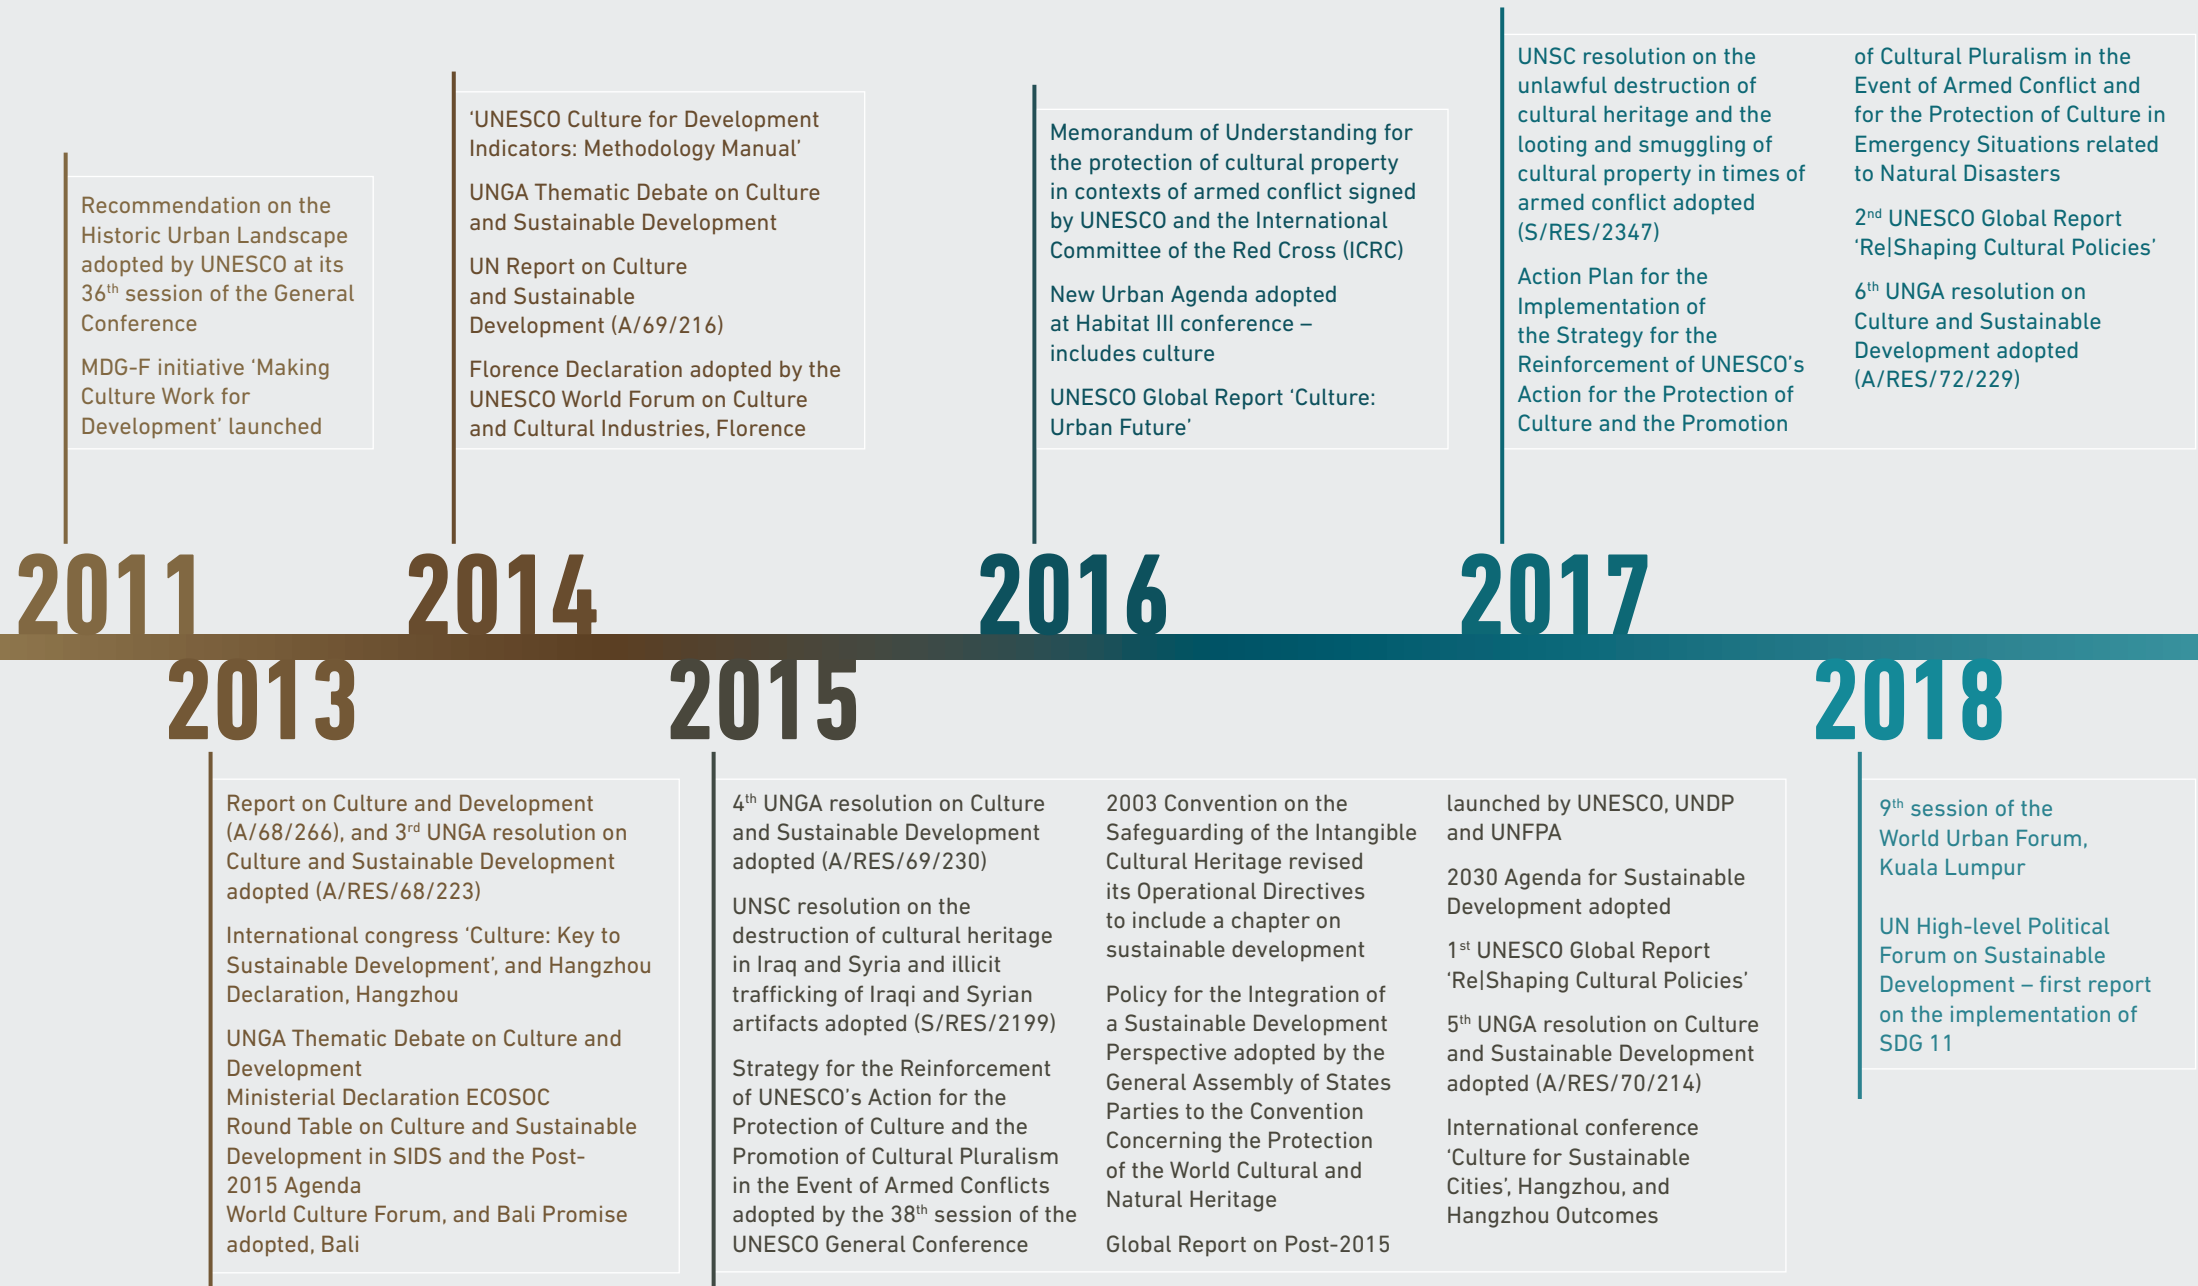 2011
Recommendation on the
Historic Urban Landscape
adopted by UNESCO at its
36th session of the General
Conference
MDG-F initiative ‘Making
Culture Work for
Development’ launched
2013
Report on Culture and Development
(A/68/266), and 3rd UNGA resolution on
Culture and Sustainable Development
adopted (A/RES/68/223)
International congress ‘Culture: Key to
Sustainable Development’, and Hangzhou
Declaration, Hangzhou
UNGA Thematic Debate on Culture and
Development
Ministerial Declaration ECOSOC
Round Table on Culture and Sustainable
Development in SIDS and the Post-
2015 Agenda
World Culture Forum, and Bali Promise
adopted, Bali
2014
‘UNESCO Culture for Development
Indicators: Methodology Manual’
UNGA Thematic Debate on Culture
and Sustainable Development
UN Report on Culture
and Sustainable
Development (A/69/216)
Florence Declaration adopted by the
UNESCO World Forum on Culture
and Cultural Industries, Florence
2015
4th UNGA resolution on Culture
and Sustainable Development
adopted (A/RES/69/230)
UNSC resolution on the
destruction of cultural heritage
in Iraq and Syria and illicit
trafficking of Iraqi and Syrian
artifacts adopted (S/RES/2199)
Strategy for the Reinforcement
of UNESCO’s Action for the
Protection of Culture and the
Promotion of Cultural Pluralism
in the Event of Armed Conflicts
adopted by the 38th session of the
UNESCO General Conference
2003 Convention on the
Safeguarding of the Intangible
Cultural Heritage revised
its Operational Directives
to include a chapter on
sustainable development
Policy for the Integration of
a Sustainable Development
Perspective adopted by the
General Assembly of States
Parties to the Convention
Concerning the Protection
of the World Cultural and
Natural Heritage
Global Report on Post-2015
launched by UNESCO, UNDP
and UNFPA
2030 Agenda for Sustainable
Development adopted
1st UNESCO Global Report
‘Re|Shaping Cultural Policies’
5th UNGA resolution on Culture
and Sustainable Development
adopted (A/RES/70/214)
International conference
‘Culture for Sustainable
Cities’, Hangzhou, and
Hangzhou Outcomes
2016
Memorandum of Understanding for
the protection of cultural property
in contexts of armed conflict signed
by UNESCO and the International
Committee of the Red Cross (ICRC)
New Urban Agenda adopted
at Habitat III conference –
includes culture
UNESCO Global Report ‘Culture:
Urban Future’
2017
UNSC resolution on the
unlawful destruction of
cultural heritage and the
looting and smuggling of
cultural property in times of
armed conflict adopted
(S/RES/2347)
Action Plan for the
Implementation of
the Strategy for the
Reinforcement of UNESCO’s
Action for the Protection of
Culture and the Promotion
of Cultural Pluralism in the
Event of Armed Conflict and
for the Protection of Culture in
Emergency Situations related
to Natural Disasters
2nd UNESCO Global Report
‘Re|Shaping Cultural Policies’
6th UNGA resolution on
Culture and Sustainable
Development adopted
(A/RES/72/229)
2018
9th session of the
World Urban Forum,
Kuala Lumpur
UN High-level Political
Forum on Sustainable
Development – first report
on the implementation of
SDG 11